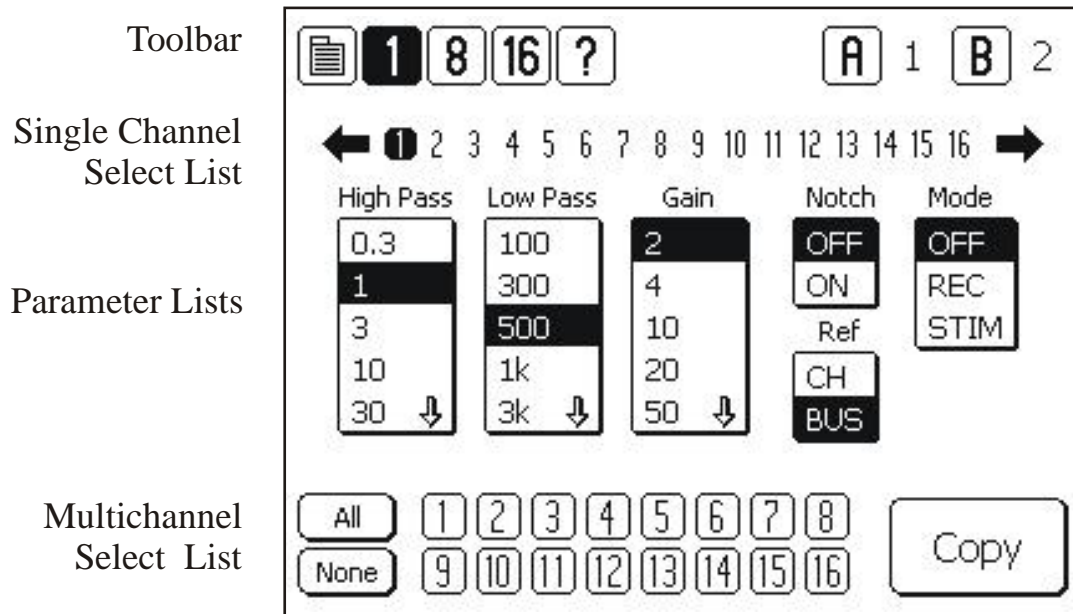 Toolbar
1 8 16 ? A 1 B 2
Single Channel
Select List
1 2 3 4 5 6 7 8 9 10 11 12 13 14 15 16
High Pass Low Pass Gain Notch Mode
Parameter Lists
0.3
1
3
10
30
100
300
500
1k
3k
2
4
10
20
50
OFF
ON
Ref
CH
BUS
OFF
REC
STIM
Multichannel
Select List
All 1 2 3 4 5 6 7 8
None 9 10 11 12 13 14 15 16
Copy